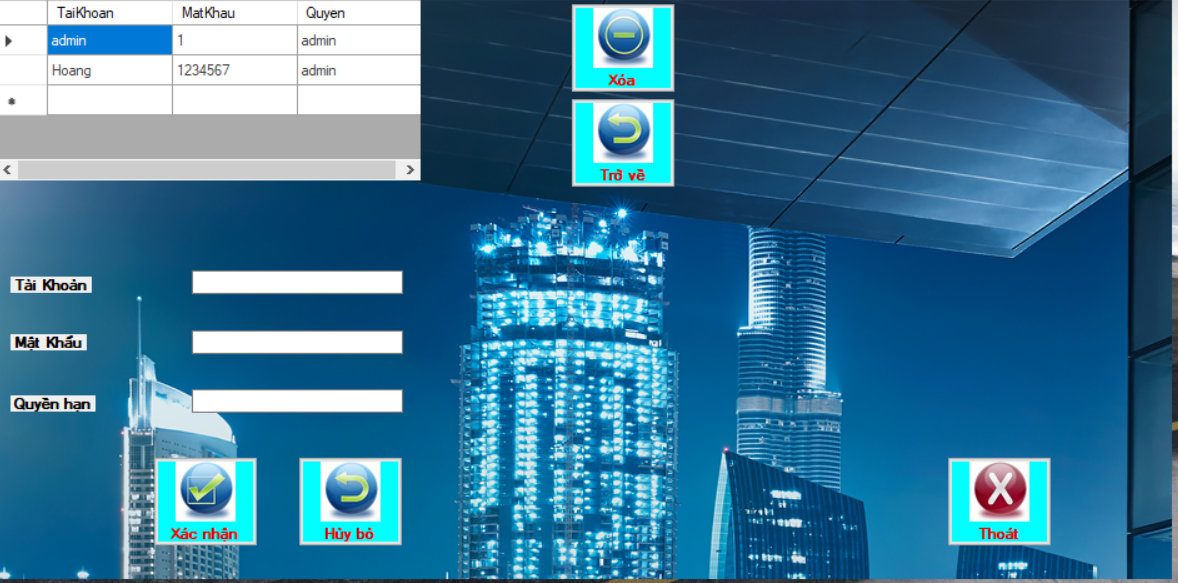 TaiKhoan MatKhau Quyen
admin 1 admin
Hoang 1234567 admin
Xóa
Trở về
Tài Khoản
Mật Khẩu
Quyền hạn
Xác nhận
Hủy bỏ
Thoát